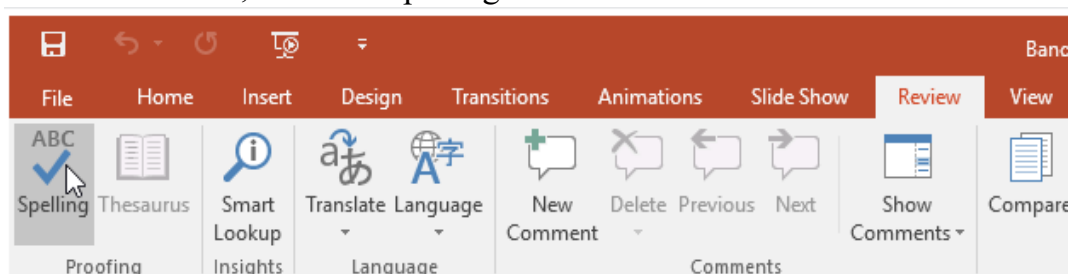 Banc
File Home Insert Design Transitions Animations Slide Show Review View
ABC
Spelling Thesaurus Smart Translate Language New Delete Previous Next Show Compare
Lookup Comment Comments
Proofing Insights Language Comments